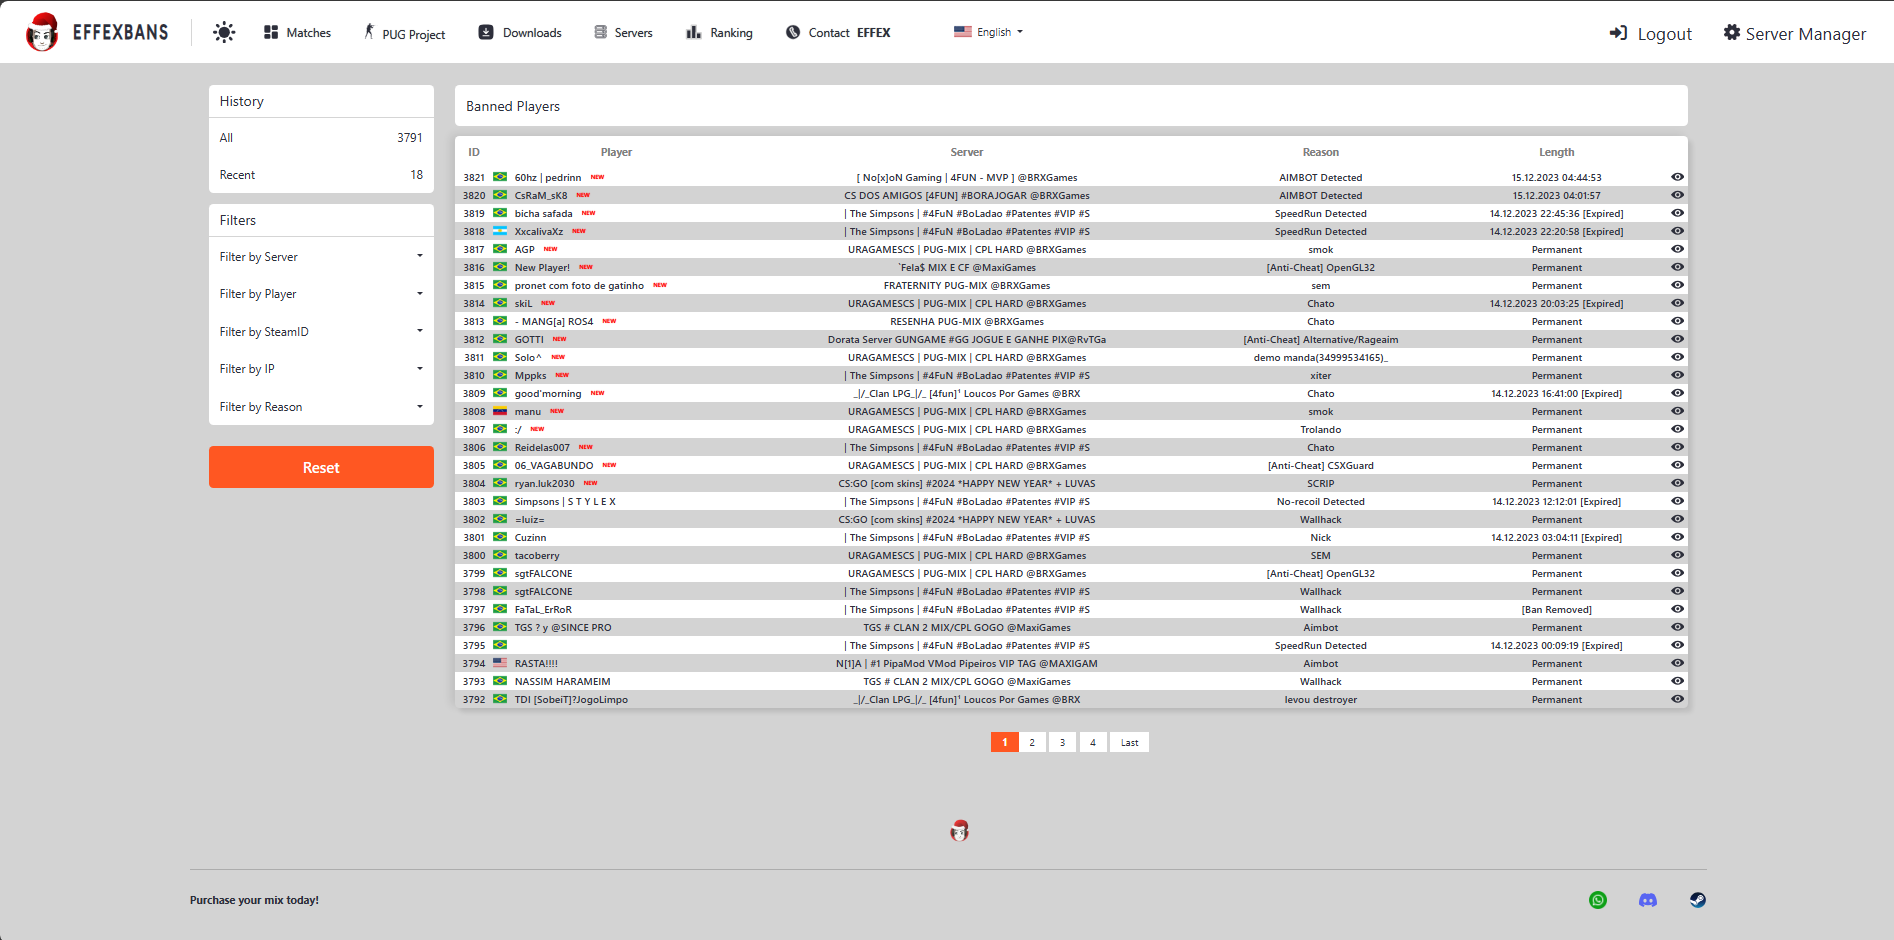 EFFEXBANS
Matches
PUG Project
Downloads
Servers
Ranking
Contact EFFEX
English
Logout
Server Manager
History
All 3791
Recent 18
Filters
Filter by Server
Filter by Player
Filter by SteamID
Filter by IP
Filter by Reason
Reset
Banned Players
ID Player Server Reason Length
3821 60hz | pedrinn NEW [ No[x]oN Gaming | 4FUN - MVP ] @BRXGames AIMBOT Detected 15.12.2023 04:44:53
3820 CsRaM_sK8 NEW CS DOS AMIGOS [4FUN] #BORAJOGAR @BRXGames AIMBOT Detected 15.12.2023 04:01:57
3819 bicha safada NEW | The Simpsons | #4FuN #BoLadao #Patentes #VIP #S SpeedRun Detected 14.12.2023 22:45:36 [Expired]
3818 XxcalivaXz NEW | The Simpsons | #4FuN #BoLadao #Patentes #VIP #S SpeedRun Detected 14.12.2023 22:20:58 [Expired]
3817 AGP NEW URAGAMESCS | PUG-MIX | CPL HARD @BRXGames smok Permanent
3816 New Player! NEW `Fela$ MIX E CF @MaxiGames [Anti-Cheat] OpenGL32 Permanent
3815 pronet com foto de gatinho NEW FRATERNITY PUG-MIX @BRXGames sem Permanent
3814 skiL NEW URAGAMESCS | PUG-MIX | CPL HARD @BRXGames Chato 14.12.2023 20:03:25 [Expired]
3813 - MANG[a] ROS4 NEW RESENHA PUG-MIX @BRXGames Chato Permanent
3812 GOTTI NEW Dorata Server GUNGAME #GG JOGUE E GANHE PIX@RvTGa [Anti-Cheat] Alternative/Rageaim Permanent
3811 Solo^ NEW URAGAMESCS | PUG-MIX | CPL HARD @BRXGames demo manda(34999534165)_ Permanent
3810 Mppks NEW | The Simpsons | #4FuN #BoLadao #Patentes #VIP #S xiter Permanent
3809 good'morning NEW _|/_Clan LPG_|/_ [4fun]¹ Loucos Por Games @BRX Chato 14.12.2023 16:41:00 [Expired]
3808 manu NEW URAGAMESCS | PUG-MIX | CPL HARD @BRXGames smok Permanent
3807 :/ NEW URAGAMESCS | PUG-MIX | CPL HARD @BRXGames Trolando Permanent
3806 Reidelas007 NEW | The Simpsons | #4FuN #BoLadao #Patentes #VIP #S Chato Permanent
3805 06_VAGABUNDO NEW URAGAMESCS | PUG-MIX | CPL HARD @BRXGames [Anti-Cheat] CSXGuard Permanent
3804 ryan.luk2030 NEW CS:GO [com skins] #2024 *HAPPY NEW YEAR* + LUVAS SCRIP Permanent
3803 Simpsons | S T Y L E X | The Simpsons | #4FuN #BoLadao #Patentes #VIP #S No-recoil Detected 14.12.2023 12:12:01 [Expired]
3802 =luiz= CS:GO [com skins] #2024 *HAPPY NEW YEAR* + LUVAS Wallhack Permanent
3801 Cuzinn | The Simpsons | #4FuN #BoLadao #Patentes #VIP #S Nick 14.12.2023 03:04:11 [Expired]
3800 tacoberry URAGAMESCS | PUG-MIX | CPL HARD @BRXGames SEM Permanent
3799 sgtFALCONE URAGAMESCS | PUG-MIX | CPL HARD @BRXGames [Anti-Cheat] OpenGL32 Permanent
3798 sgtFALCONE | The Simpsons | #4FuN #BoLadao #Patentes #VIP #S Wallhack Permanent
3797 FaTaL_ErRoR | The Simpsons | #4FuN #BoLadao #Patentes #VIP #S Wallhack [Ban Removed]
3796 TGS ? y @SINCE PRO TGS # CLAN 2 MIX/CPL GOGO @MaxiGames Aimbot Permanent
3795 | The Simpsons | #4FuN #BoLadao #Patentes #VIP #S SpeedRun Detected 14.12.2023 00:09:19 [Expired]
3794 RASTA!!!! N[1]A | #1 PipaMod VMod Pipeiros VIP TAG @MAXIGAM Aimbot Permanent
3793 NASSIM HARAMEIM TGS # CLAN 2 MIX/CPL GOGO @MaxiGames Wallhack Permanent
3792 TDI [SobeiT]?JogoLimpo _|/_Clan LPG_|/_ [4fun]¹ Loucos Por Games @BRX levou destroyer Permanent
1 2 3 4 Last
Purchase your mix today!